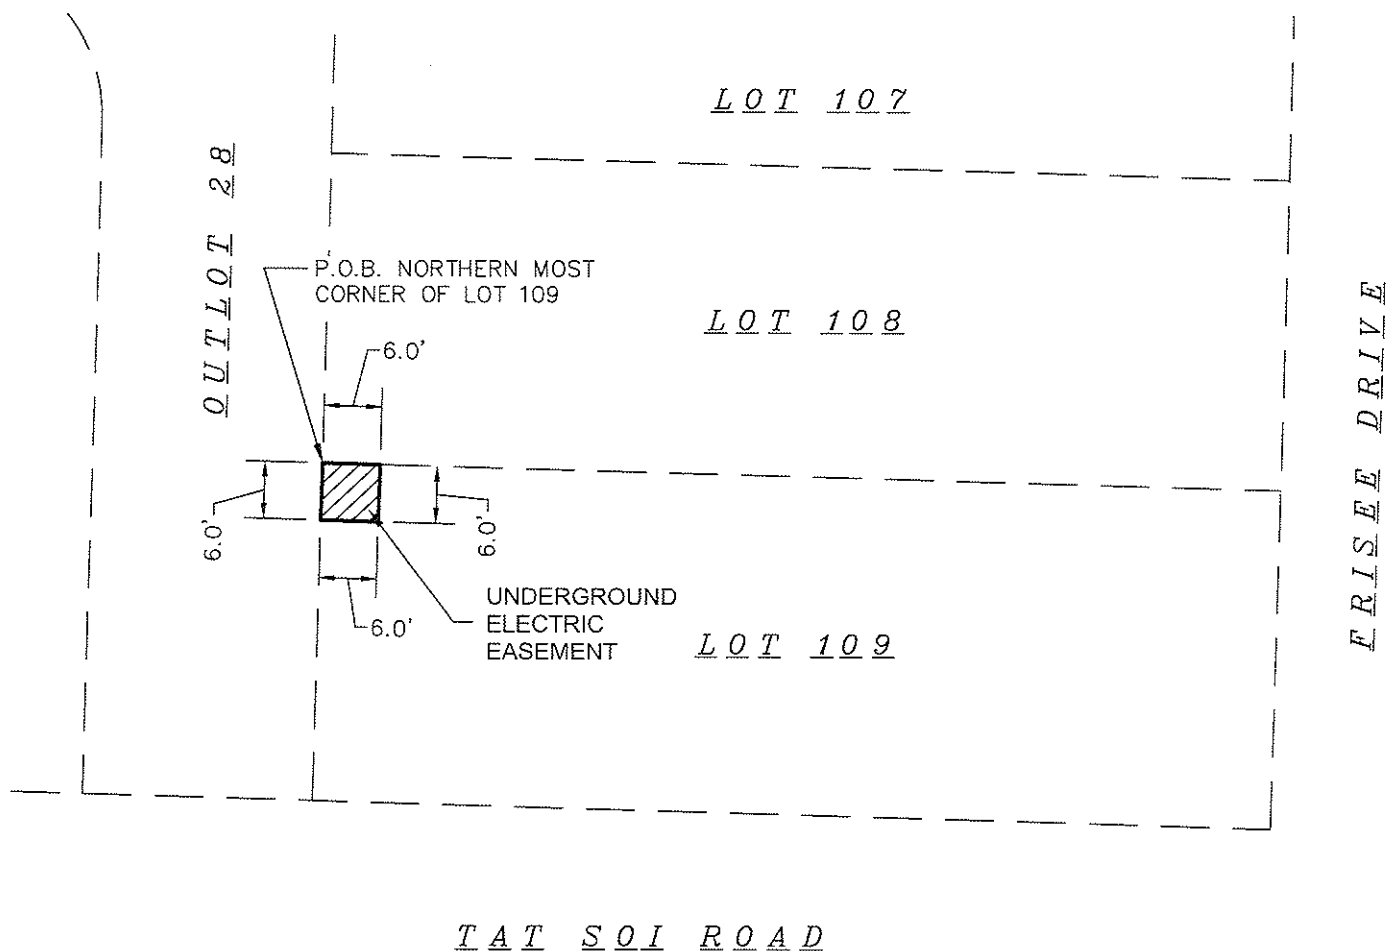 LOT 107
OUTLOT 28
P.O.B. NORTHERN MOST
CORNER OF LOT 109
LOT 108
FRISEE DRIVE
6.0'
6.0'
6.0'
6.0'
UNDERGROUND
ELECTRIC
EASEMENT
LOT 109
TAT SOI ROAD